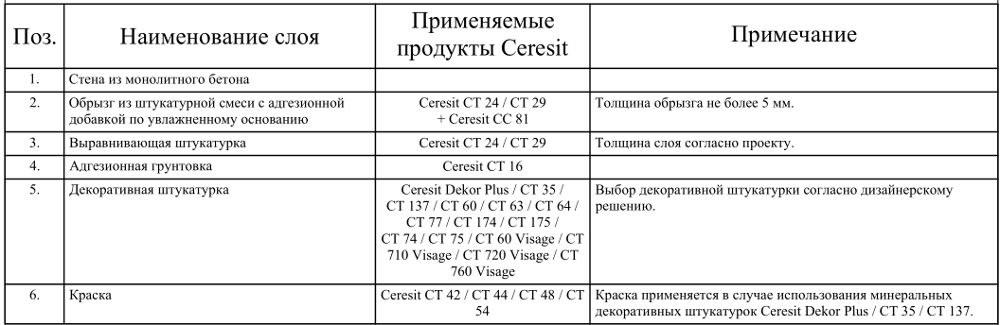 Поз.
Наименование слоя
Применяемые
продукты Ceresit
Примечание
1.
Стена из монолитного бетона
2.
Обрызг из штукатурной смеси с адгезионной
добавкой по увлажненному основанию
Ceresit CT 24 / CT 29
+ Ceresit CC 81
Толщина обрызга не более 5 мм.
3.
Выравнивающая штукатурка
Ceresit CT 24 / CT 29
Толщина слоя согласно проекту.
4.
Адгезионная грунтовка
Ceresit CT 16
5.
Декоративная штукатурка
Ceresit Dekor Plus / CT 35 /
CT 137 / CT 60 / CT 63 / CT 64 /
CT 77 / CT 174 / CT 175 /
CT 74 / CT 75 / CT 60 Visage / CT
710 Visage / CT 720 Visage / CT
760 Visage
Выбор декоративной штукатурки согласно дизайнерскому
решению.
6.
Краска
Ceresit CT 42 / CT 44 / CT 48 / CT
54
Краска применяется в случае использования минеральных
декоративных штукатурок Ceresit Dekor Plus / CT 35 / CT 137.